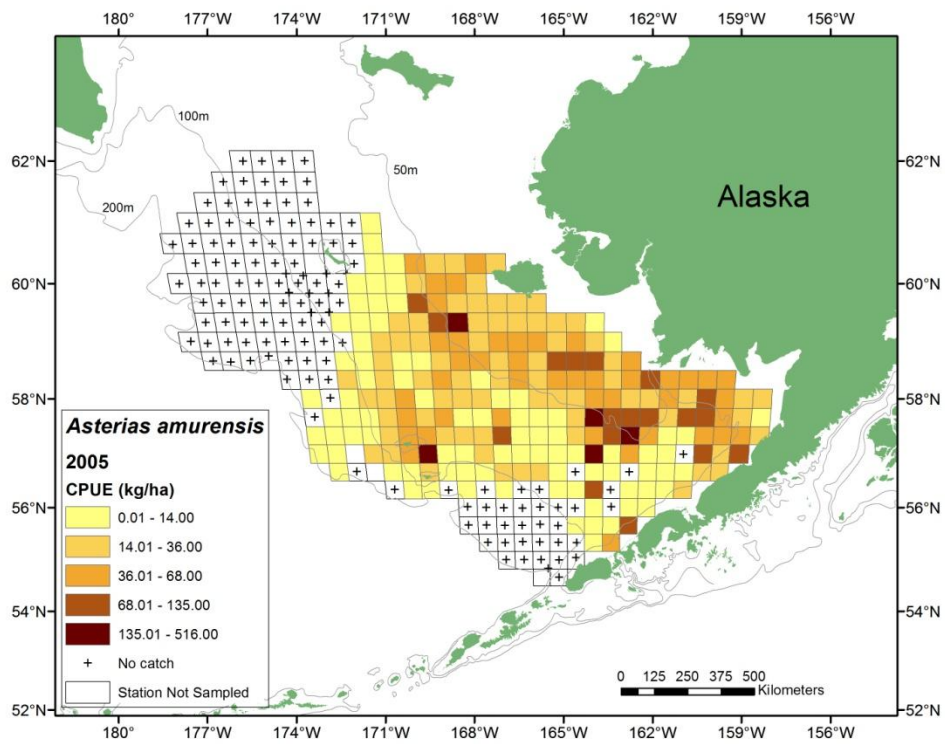 180° 177°W 174°W 171°W 168°W 165°W 162°W 159°W 156°W
100m
62°N 62°N
50m
200m
Alaska
60°N 60°N
58°N 58°N
Asterias amurensis
2005
CPUE (kg/ha)
0.01 - 14.00
56°N 56°N
14.01 - 36.00
36.01 - 68.00
68.01 - 135.00
54°N 54°N
135.01 - 516.00
No catch
0 125 250 375 500
Kilometers
Station Not Sampled
52°N 52°N
180° 177°W 174°W 171°W 168°W 165°W 162°W 159°W 156°W